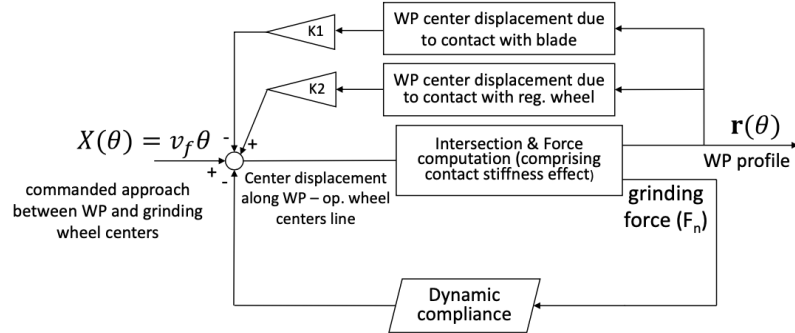 WP center displacement due
to contact with blade
K1
WP center displacement due
to contact with reg. wheel
K2
X(θ) = v_f θ
-
+
+
-
commanded approach
between WP and grinding
wheel centers
Center displacement
along WP – op. wheel
centers line
Intersection & Force
computation (comprising
contact stiffness effect)
r(θ)
WP profile
grinding
force (Fₙ)
Dynamic
compliance